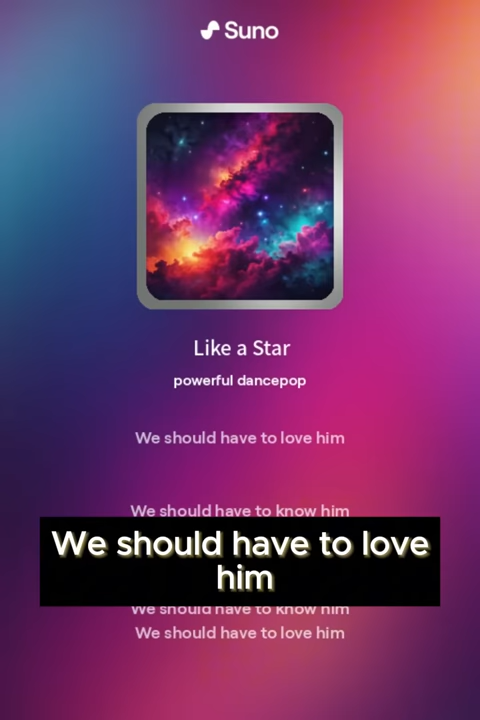 Suno
Like a Star
powerful dancepop
We should have to love him
We should have to know him
We should have to love
him
We should have to know him
We should have to love him